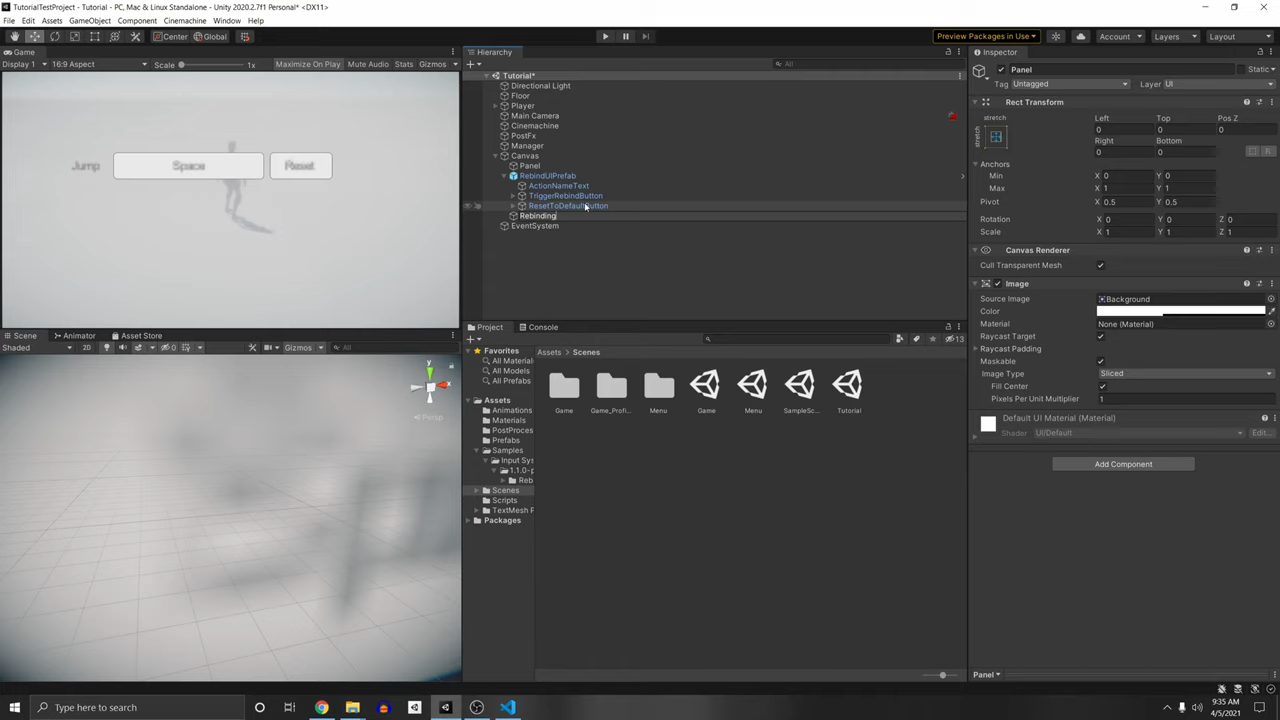 TutorialTestProject - Tutorial - PC, Mac & Linux Standalone - Unity 2020.2.7f1 Personal* <DX11>
File Edit Assets GameObject Component Cinemachine Window Help
Center Global Preview Packages in Use Account Layers Layout
Game
Display 1 16:9 Aspect Scale 1x Maximize On Play Mute Audio Stats Gizmos
Jump Space Reset
Scene Animator Asset Store
Shaded 2D 0 Gizmos All
y
x
Persp
Hierarchy
All
Tutorial*
Directional Light
Floor
Player
Main Camera
Cinemachine
PostFx
Manager
Canvas
Panel
RebindUIPrefab
ActionNameText
TriggerRebindButton
ResetToDefaultButton
Rebinding
EventSystem
Project Console
13
Favorites
All Material
All Models
All Prefabs
Assets
Animations
Materials
PostProces
Prefabs
Samples
Input Sy
1.1.0-p
Reb
Scenes
Scripts
TextMesh P
Packages
Assets Scenes
Game Game_Profi... Menu Game Menu SampleSc... Tutorial
Inspector
Panel Static
Tag Untagged Layer UI
Rect Transform
stretch Left Top Pos Z
stretch 0 0 0
Right Bottom
0 0 R
Anchors
Min X 0 Y 0
Max X 1 Y 1
Pivot X 0.5 Y 0.5
Rotation X 0 Y 0 Z 0
Scale X 1 Y 1 Z 1
Canvas Renderer
Cull Transparent Mesh
Image
Source Image Background
Color
Material None (Material)
Raycast Target
Raycast Padding
Maskable
Image Type Sliced
Fill Center
Pixels Per Unit Multiplier 1
Default UI Material (Material)
Shader UI/Default Edit...
Add Component
Panel
Type here to search
9:35 AM
4/5/2021